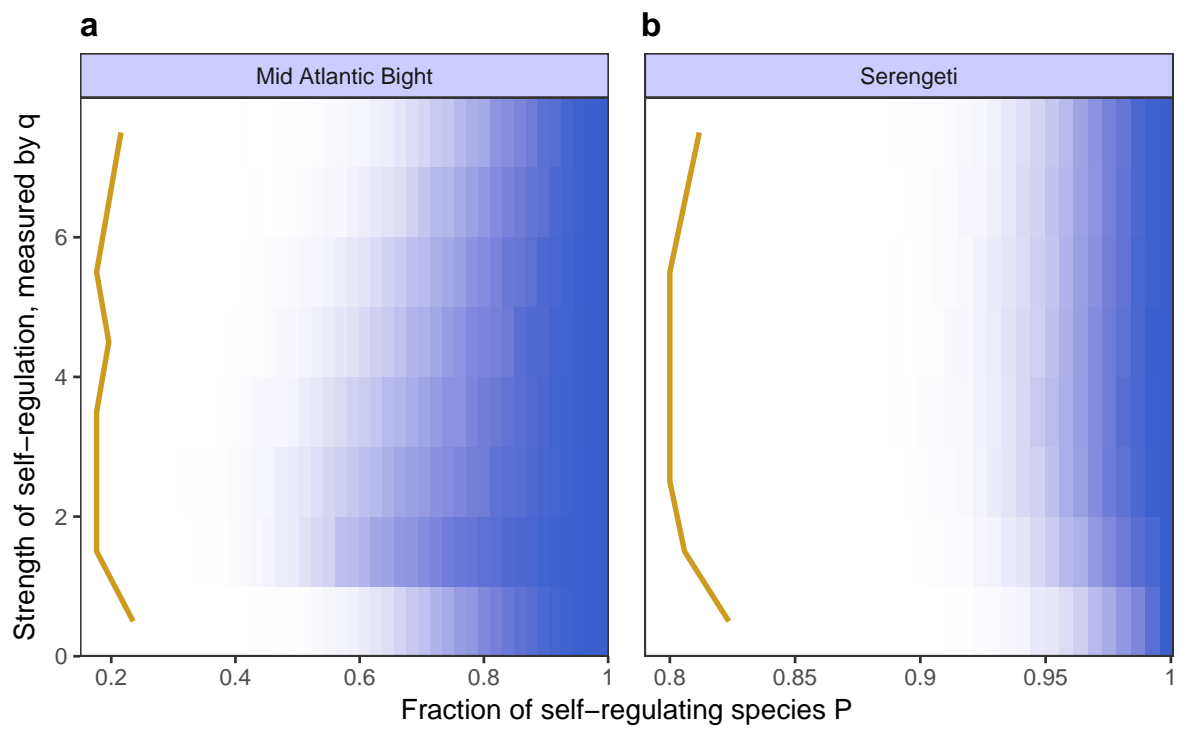 a
b
Mid Atlantic Bight
Serengeti
Strength of self−regulation, measured by q
6
4
2
0
0.2 0.4 0.6 0.8 1
0.8 0.85 0.9 0.95 1
Fraction of self−regulating species P